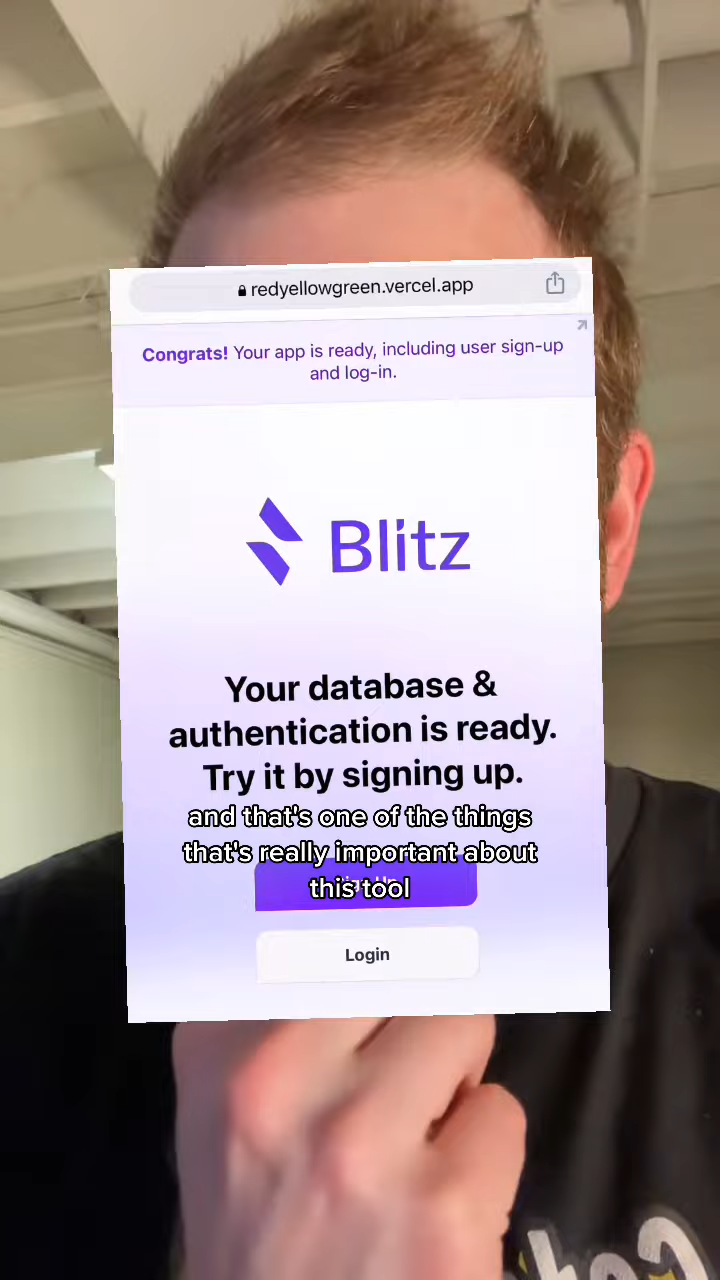 redyellowgreen.vercel.app
Congrats! Your app is ready, including user sign-up
and log-in.
Blitz
Your database &
authentication is ready.
Try it by signing up.
and that's one of the things
that's really important about
this tool
Login